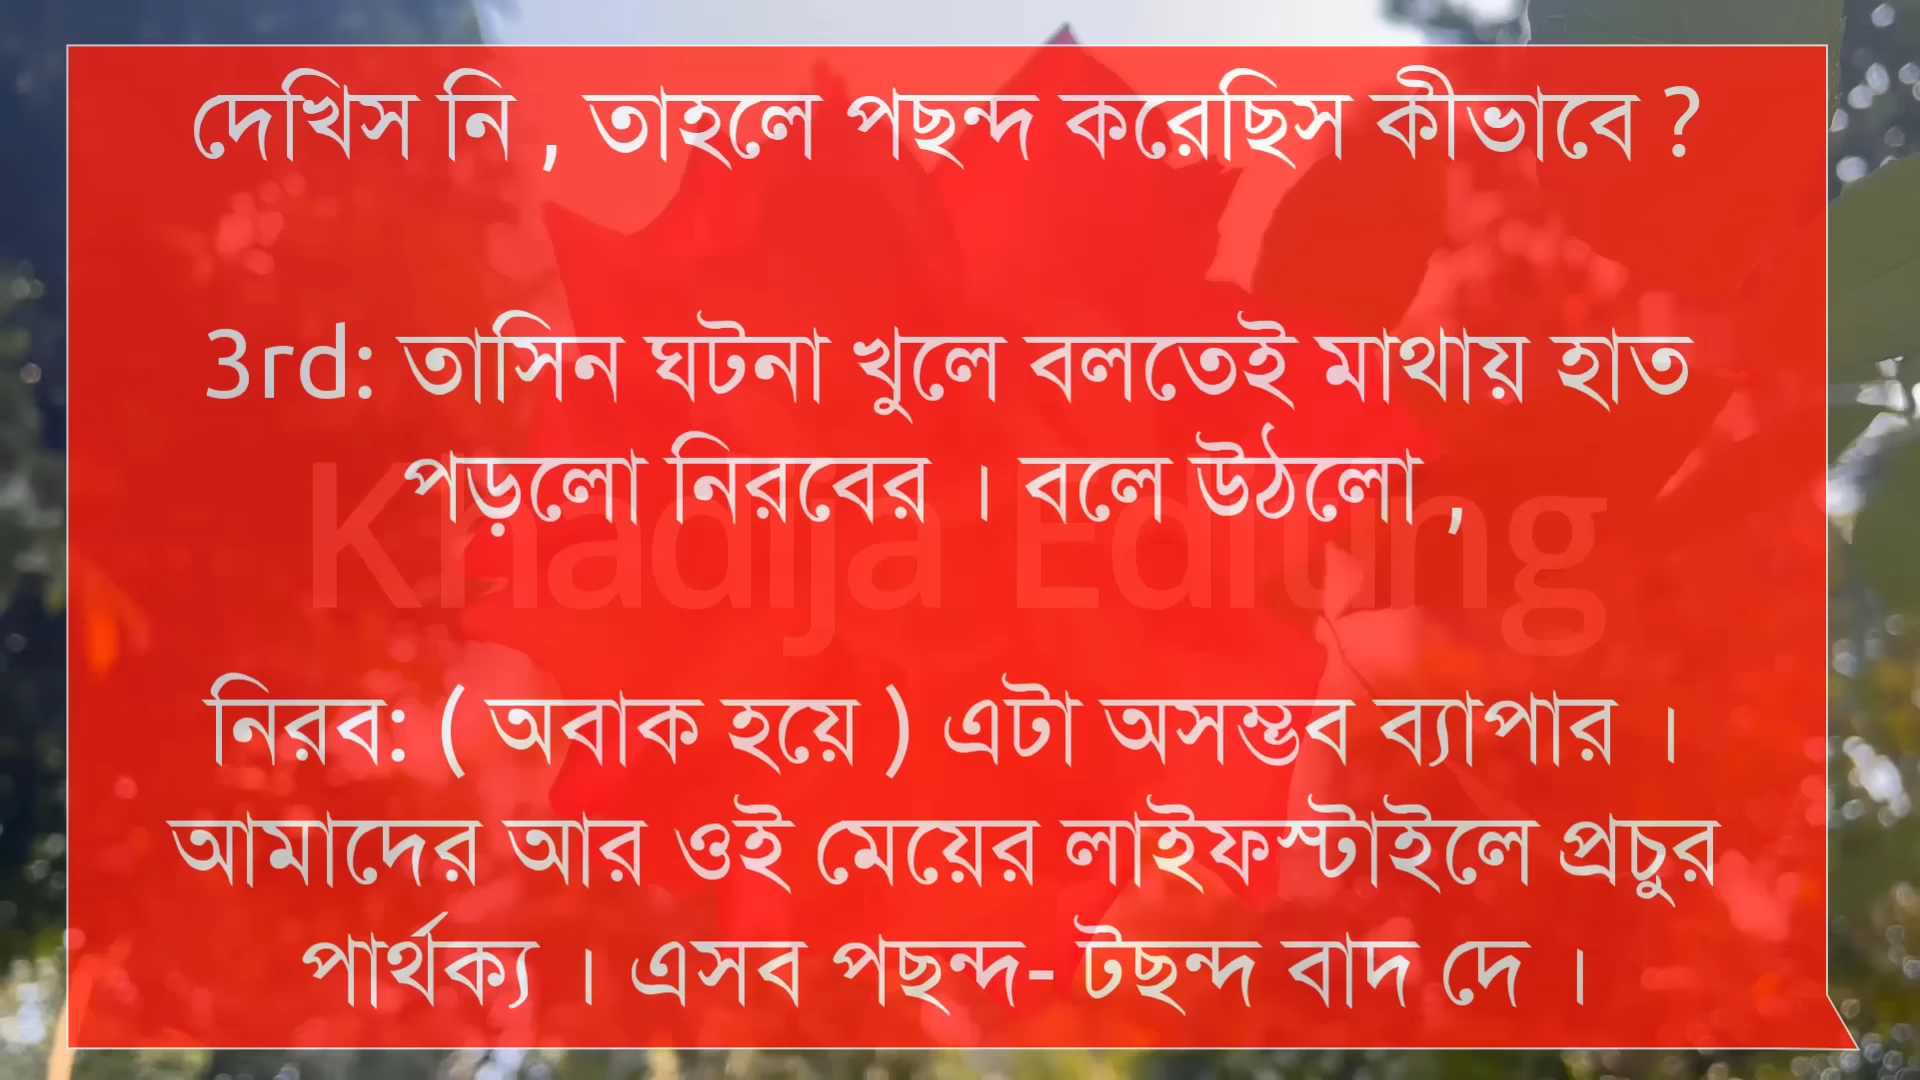 দেখিস নি , তাহলে পছন্দ করেছিস কীভাবে ?
3rd: তাসিন ঘটনা খুলে বলতেই মাথায় হাত
পড়লো নিরবের । বলে উঠলো ,
Khadija Editing
নিরব: ( অবাক হয়ে ) এটা অসম্ভব ব্যাপার ।
আমাদের আর ওই মেয়ের লাইফস্টাইলে প্রচুর
পার্থক্য । এসব পছন্দ- টছন্দ বাদ দে ।